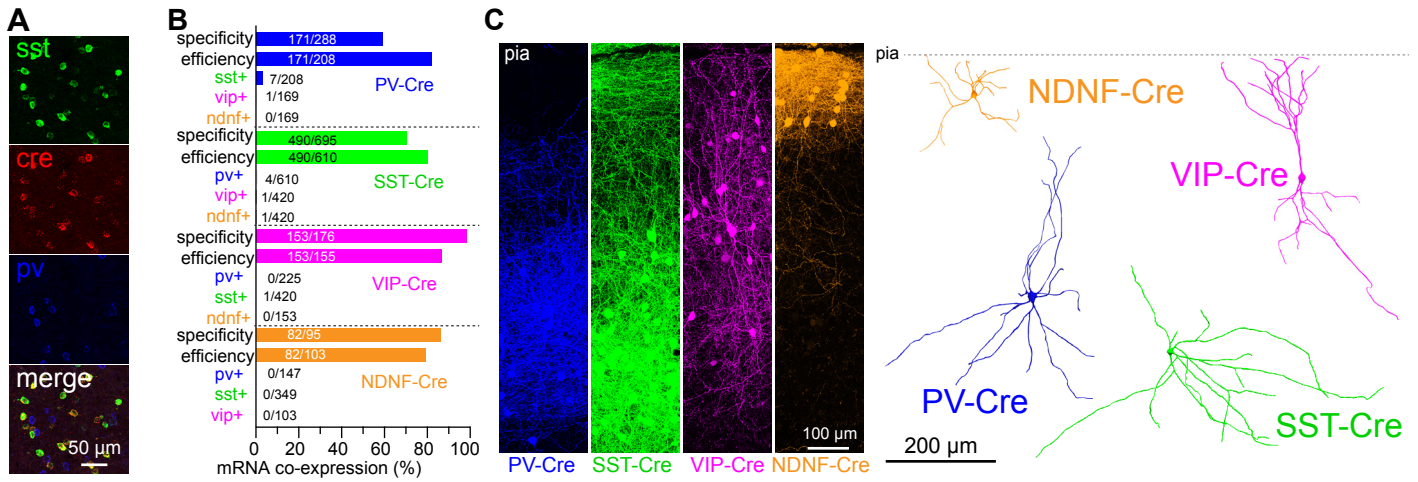 A
sst
cre
pv
merge
50 µm
B
specificity 171/288
efficiency 171/208
sst+ 7/208
PV-Cre
vip+ 1/169
ndnf+ 0/169
specificity 490/695
efficiency 490/610
pv+ 4/610
SST-Cre
vip+ 1/420
ndnf+ 1/420
specificity 153/176
efficiency 153/155
pv+ 0/225
VIP-Cre
sst+ 1/420
ndnf+ 0/153
specificity 82/95
efficiency 82/103
pv+ 0/147
NDNF-Cre
sst+ 0/349
vip+ 0/103
0 20 40 60 80 100
mRNA co-expression (%)
C
pia
100 µm
PV-Cre SST-Cre VIP-Cre NDNF-Cre
pia
NDNF-Cre
VIP-Cre
PV-Cre
SST-Cre
200 µm